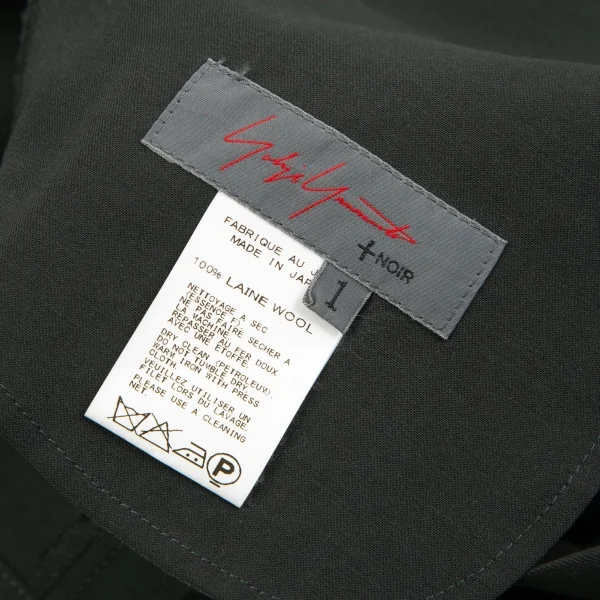 Yohji Yamamoto
+NOIR
1
FABRIQUE AU J
MADE IN JAP
100% LAINE WOOL
NETTOYAGE A SEC
(ESSENCE F).
NE PAS FAIRE SECHER A
LA MACHINE.
REPASSER AU FER DOUX
AVEC UNE ETOFFE.
DRY CLEAN (PETROLEUM).
DO NOT TUMBLE DRY.
WARM IRON WITH PRESS
CLOTH.
VEUILLEZ UTILISER UN
FILET LORS DU LAVAGE.
PLEASE USE A CLEANING
NET.
P